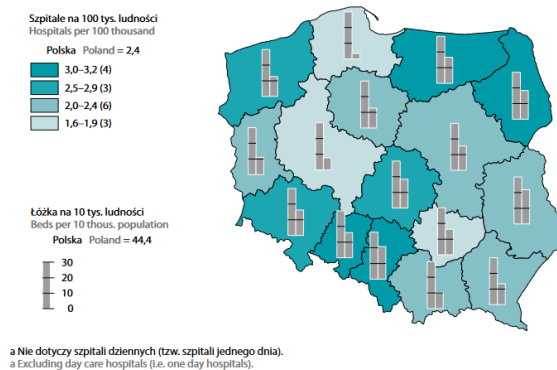 Szpitale na 100 tys. ludności
Hospitals per 100 thousand
Polska Poland = 2,4
3,0–3,2 (4)
2,5–2,9 (3)
2,0–2,4 (6)
1,6–1,9 (3)
Łóżka na 10 tys. ludności
Beds per 10 thous. population
Polska Poland = 44,4
30
20
10
0
a Nie dotyczy szpitali dziennych (tzw. szpitali jednego dnia).
a Excluding day care hospitals (i.e. one day hospitals).